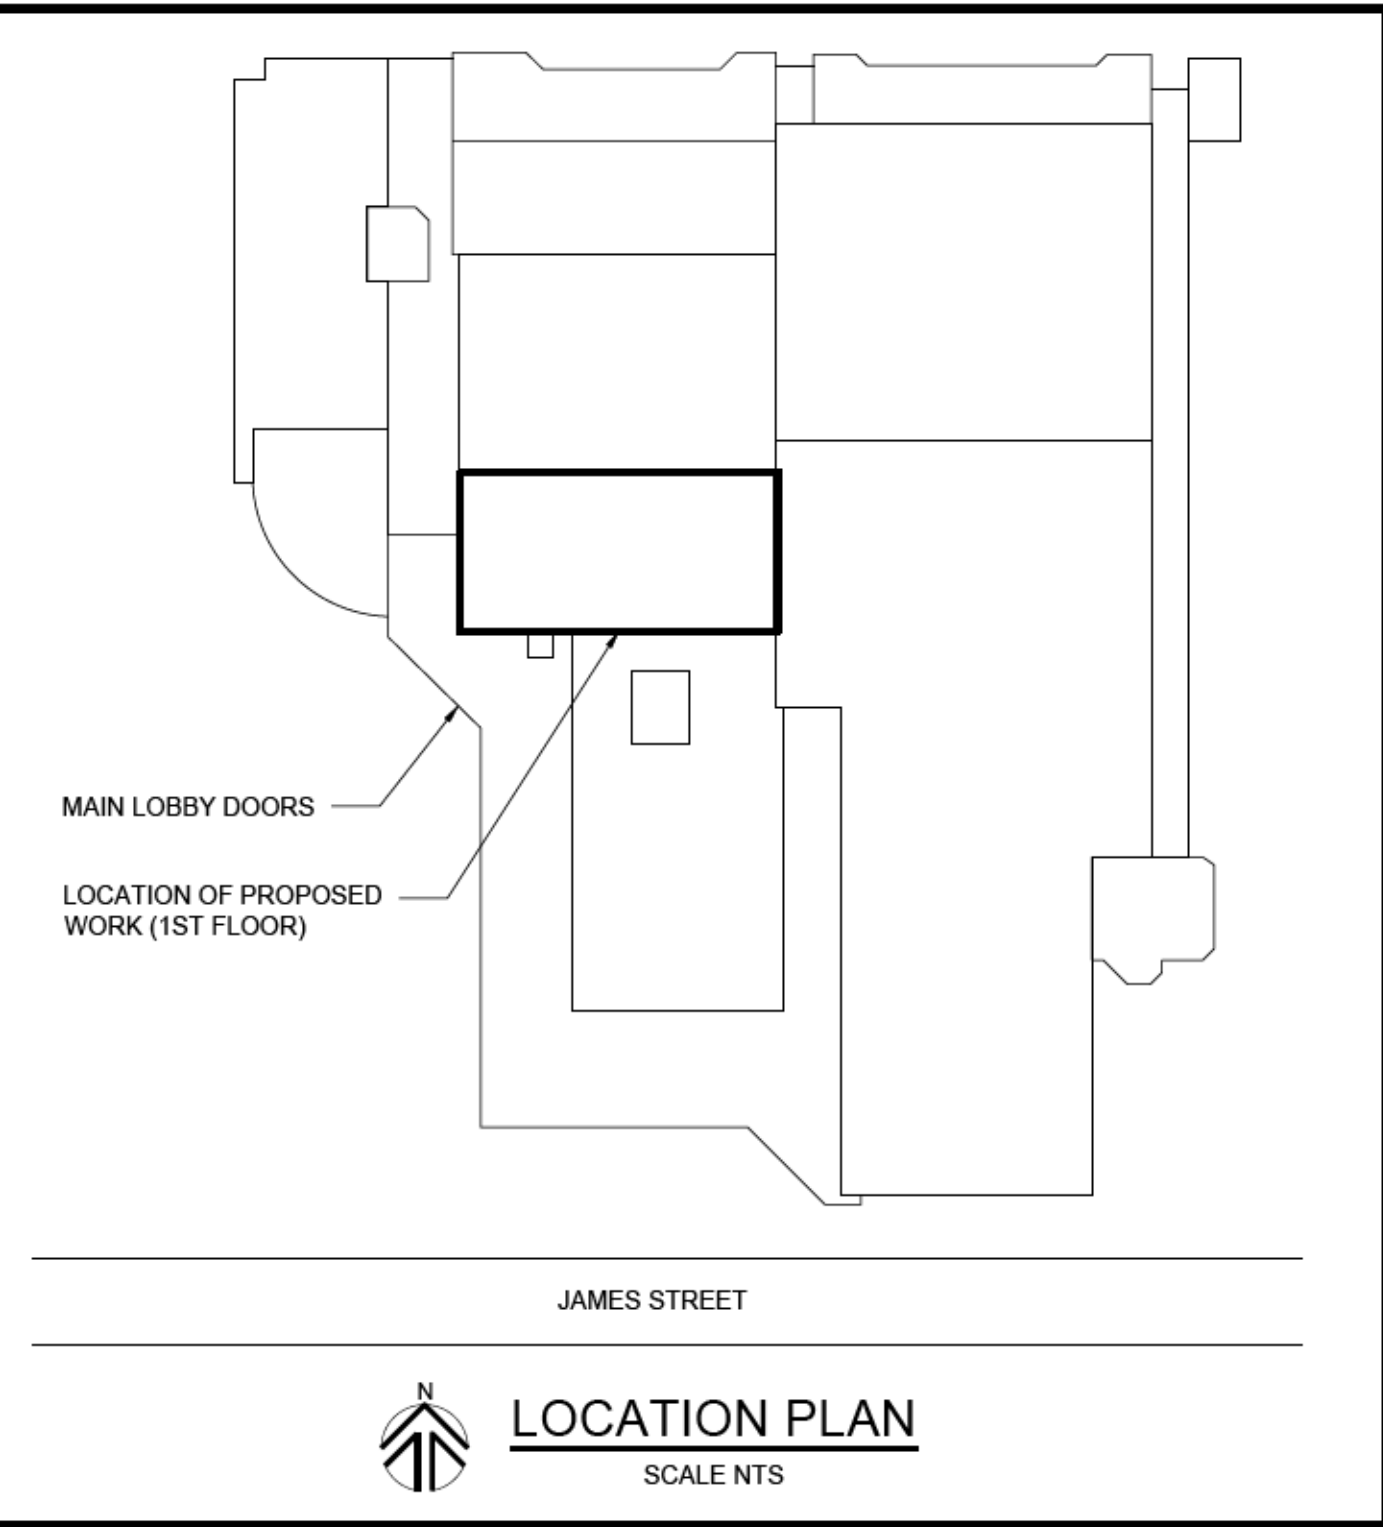 MAIN LOBBY DOORS
LOCATION OF PROPOSED
WORK (1ST FLOOR)
JAMES STREET
N
LOCATION PLAN
SCALE NTS